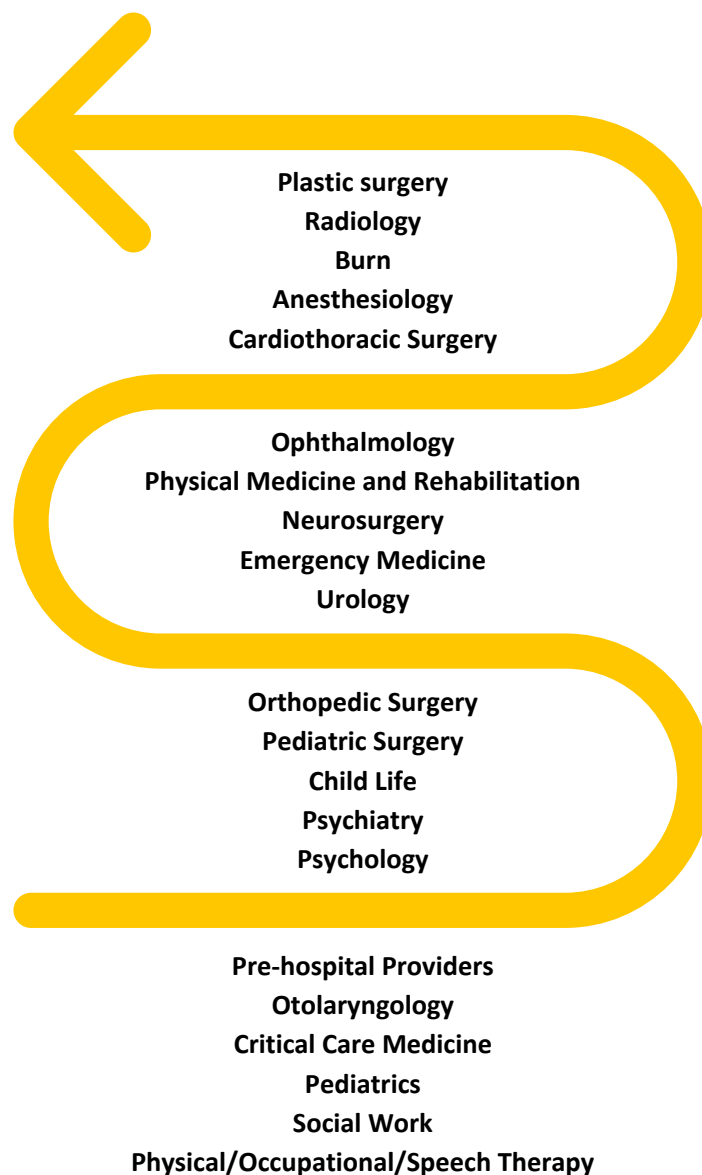 Plastic surgery
Radiology
Burn
Anesthesiology
Cardiothoracic Surgery
Ophthalmology
Physical Medicine and Rehabilitation
Neurosurgery
Emergency Medicine
Urology
Orthopedic Surgery
Pediatric Surgery
Child Life
Psychiatry
Psychology
Pre-hospital Providers
Otolaryngology
Critical Care Medicine
Pediatrics
Social Work
Physical/Occupational/Speech Therapy